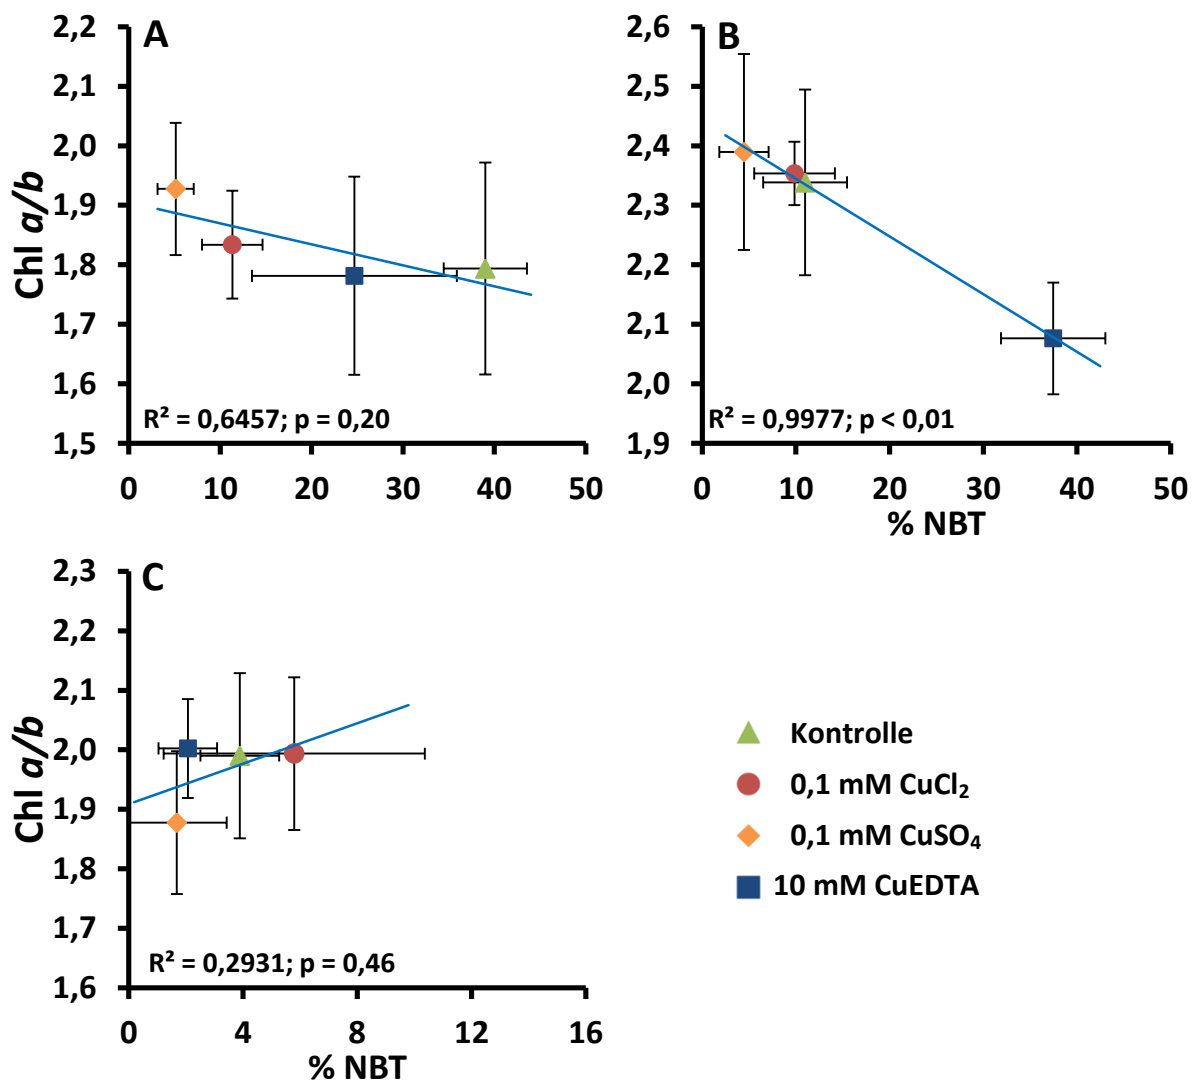 A
2,2
2,1
2,0
1,9
1,8
1,7
1,6
1,5
Chl a/b
R² = 0,6457; p = 0,20
0 10 20 30 40 50
B
2,6
2,5
2,4
2,3
2,2
2,1
2,0
1,9
R² = 0,9977; p < 0,01
0 10 20 30 40 50
% NBT
C
2,3
2,2
2,1
2,0
1,9
1,8
1,7
1,6
Chl a/b
R² = 0,2931; p = 0,46
0 4 8 12 16
% NBT
Kontrolle
0,1 mM CuCl₂
0,1 mM CuSO₄
10 mM CuEDTA